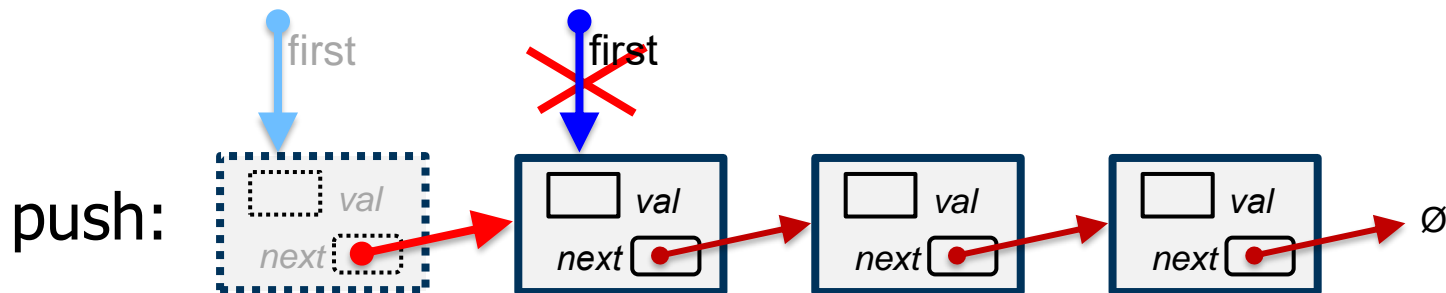 first first
val val val val
push:
Ø
next next next next